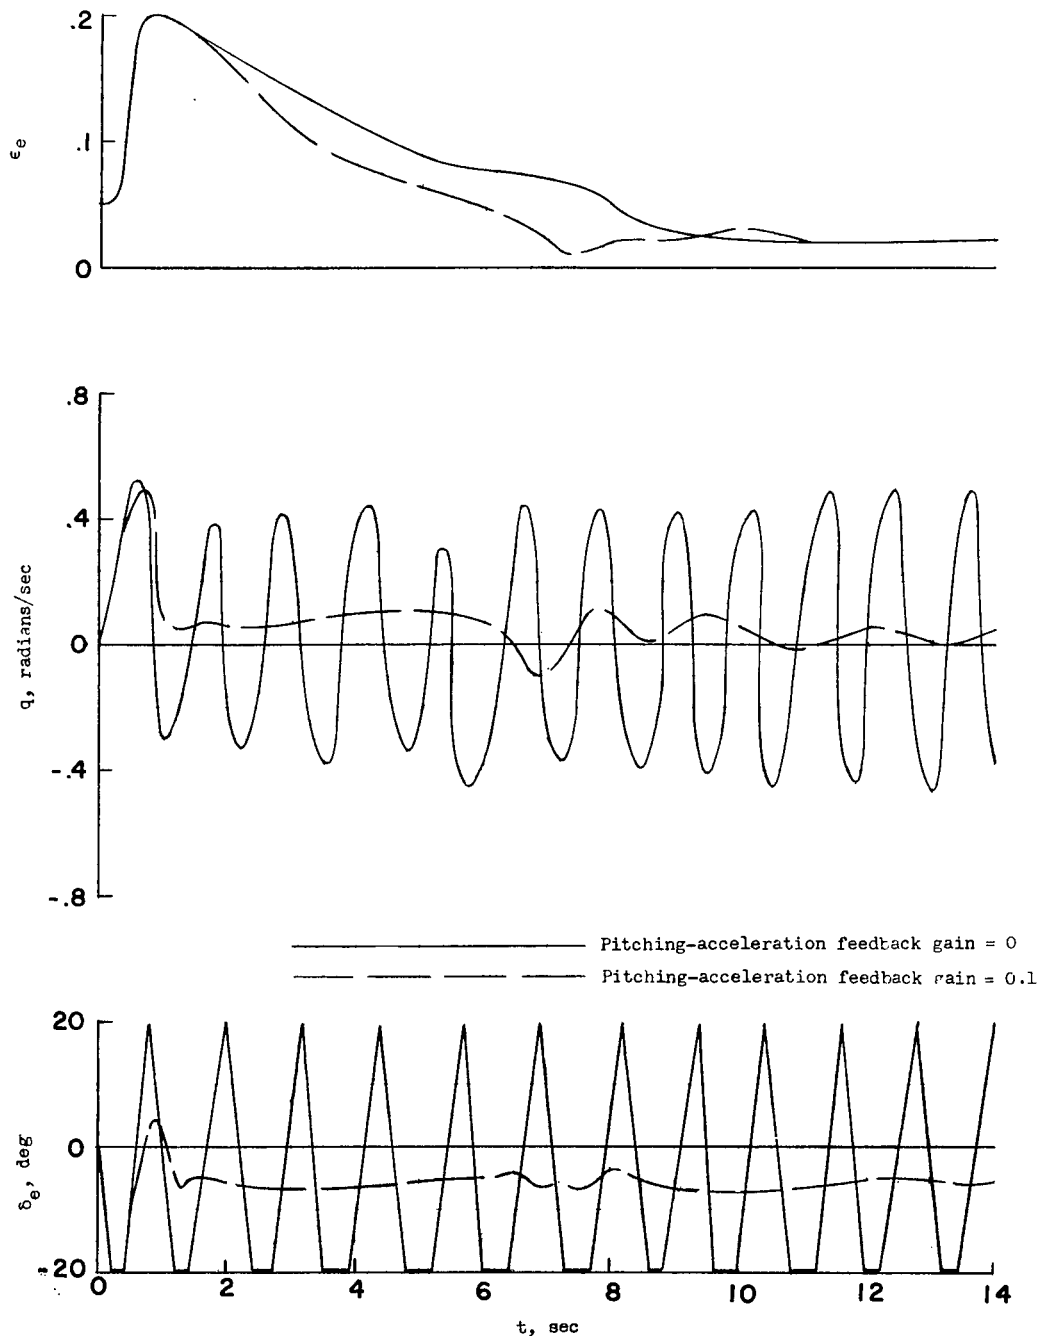 .2
.1
0
ϵe
.8
.4
0
-.4
-.8
q, radians/sec
Pitching-acceleration feedback gain = 0
Pitching-acceleration feedback gain = 0.1
20
0
-20
δe, deg
0 2 4 6 8 10 12 14
t, sec